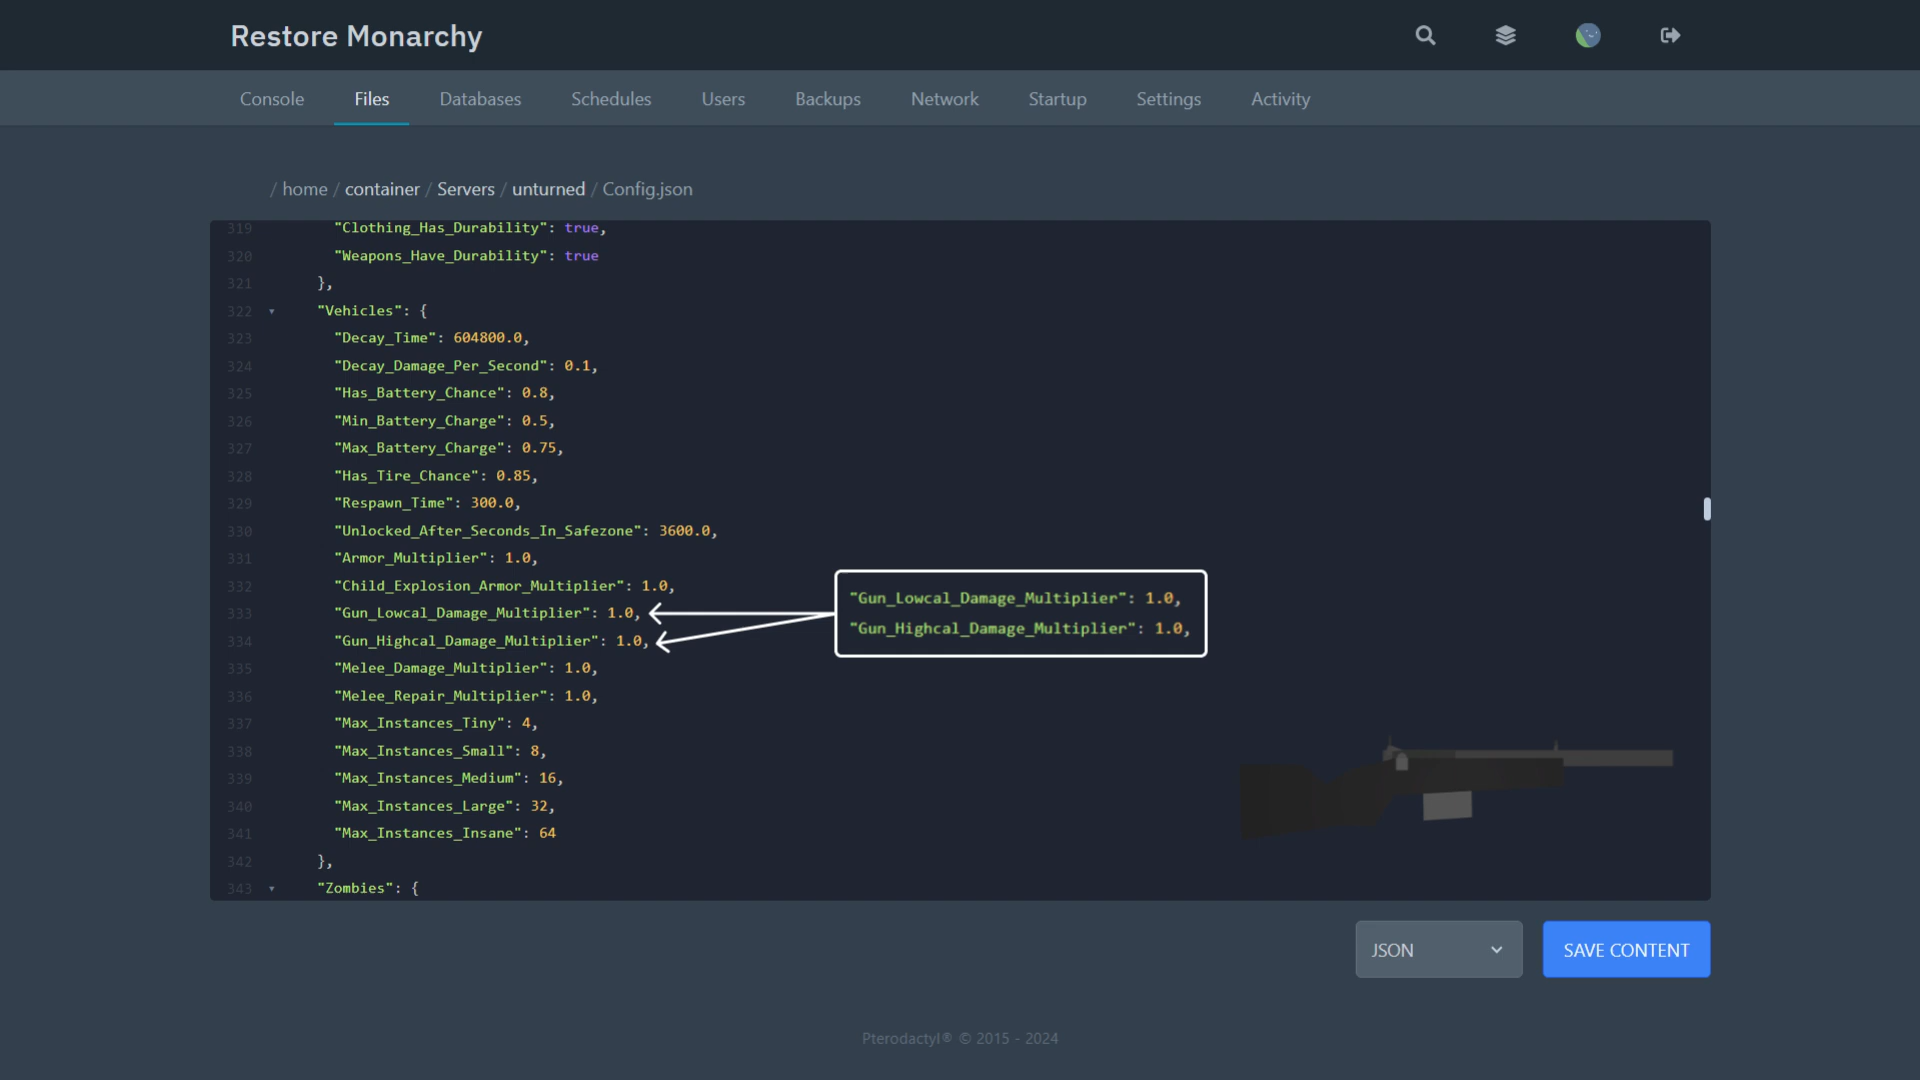 Restore Monarchy
Console Files Databases Schedules Users Backups Network Startup Settings Activity
/ home / container / Servers / unturned / Config.json
319 "Clothing_Has_Durability": true,
320 "Weapons_Have_Durability": true
321 },
322 "Vehicles": {
323 "Decay_Time": 604800.0,
324 "Decay_Damage_Per_Second": 0.1,
325 "Has_Battery_Chance": 0.8,
326 "Min_Battery_Charge": 0.5,
327 "Max_Battery_Charge": 0.75,
328 "Has_Tire_Chance": 0.85,
329 "Respawn_Time": 300.0,
330 "Unlocked_After_Seconds_In_Safezone": 3600.0,
331 "Armor_Multiplier": 1.0,
332 "Child_Explosion_Armor_Multiplier": 1.0,
333 "Gun_Lowcal_Damage_Multiplier": 1.0,
334 "Gun_Highcal_Damage_Multiplier": 1.0,
335 "Melee_Damage_Multiplier": 1.0,
336 "Melee_Repair_Multiplier": 1.0,
337 "Max_Instances_Tiny": 4,
338 "Max_Instances_Small": 8,
339 "Max_Instances_Medium": 16,
340 "Max_Instances_Large": 32,
341 "Max_Instances_Insane": 64
342 },
343 "Zombies": {
"Gun_Lowcal_Damage_Multiplier": 1.0,
"Gun_Highcal_Damage_Multiplier": 1.0,
JSON
SAVE CONTENT
Pterodactyl® © 2015 - 2024